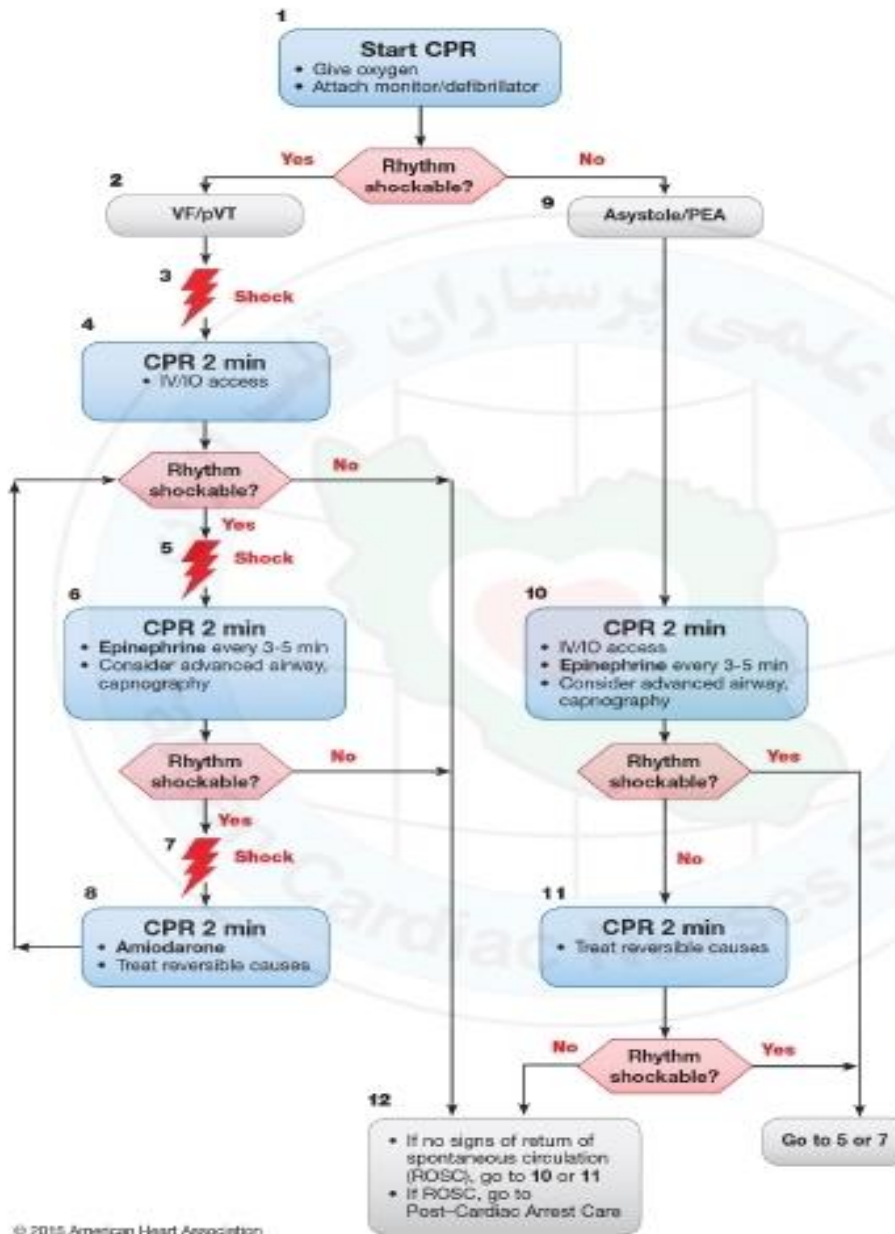 1
Start CPR
• Give oxygen
• Attach monitor/defibrillator
Yes
Rhythm
shockable?
No
2
VF/pVT
9
Asystole/PEA
3
Shock
4
CPR 2 min
• IV/IO access
Rhythm
shockable?
No
Yes
5
Shock
6
CPR 2 min
• Epinephrine every 3-5 min
• Consider advanced airway,
capnography
10
CPR 2 min
• IV/IO access
• Epinephrine every 3-5 min
• Consider advanced airway,
capnography
Rhythm
shockable?
No
Yes
Rhythm
shockable?
Yes
No
7
Shock
8
CPR 2 min
• Amiodarone
• Treat reversible causes
11
CPR 2 min
• Treat reversible causes
No
Rhythm
shockable?
Yes
12
• If no signs of return of
spontaneous circulation
(ROSC), go to 10 or 11
• If ROSC, go to
Post–Cardiac Arrest Care
Go to 5 or 7
© 2015 American Heart Association
علمی پرستاران
Cardiac Nurses